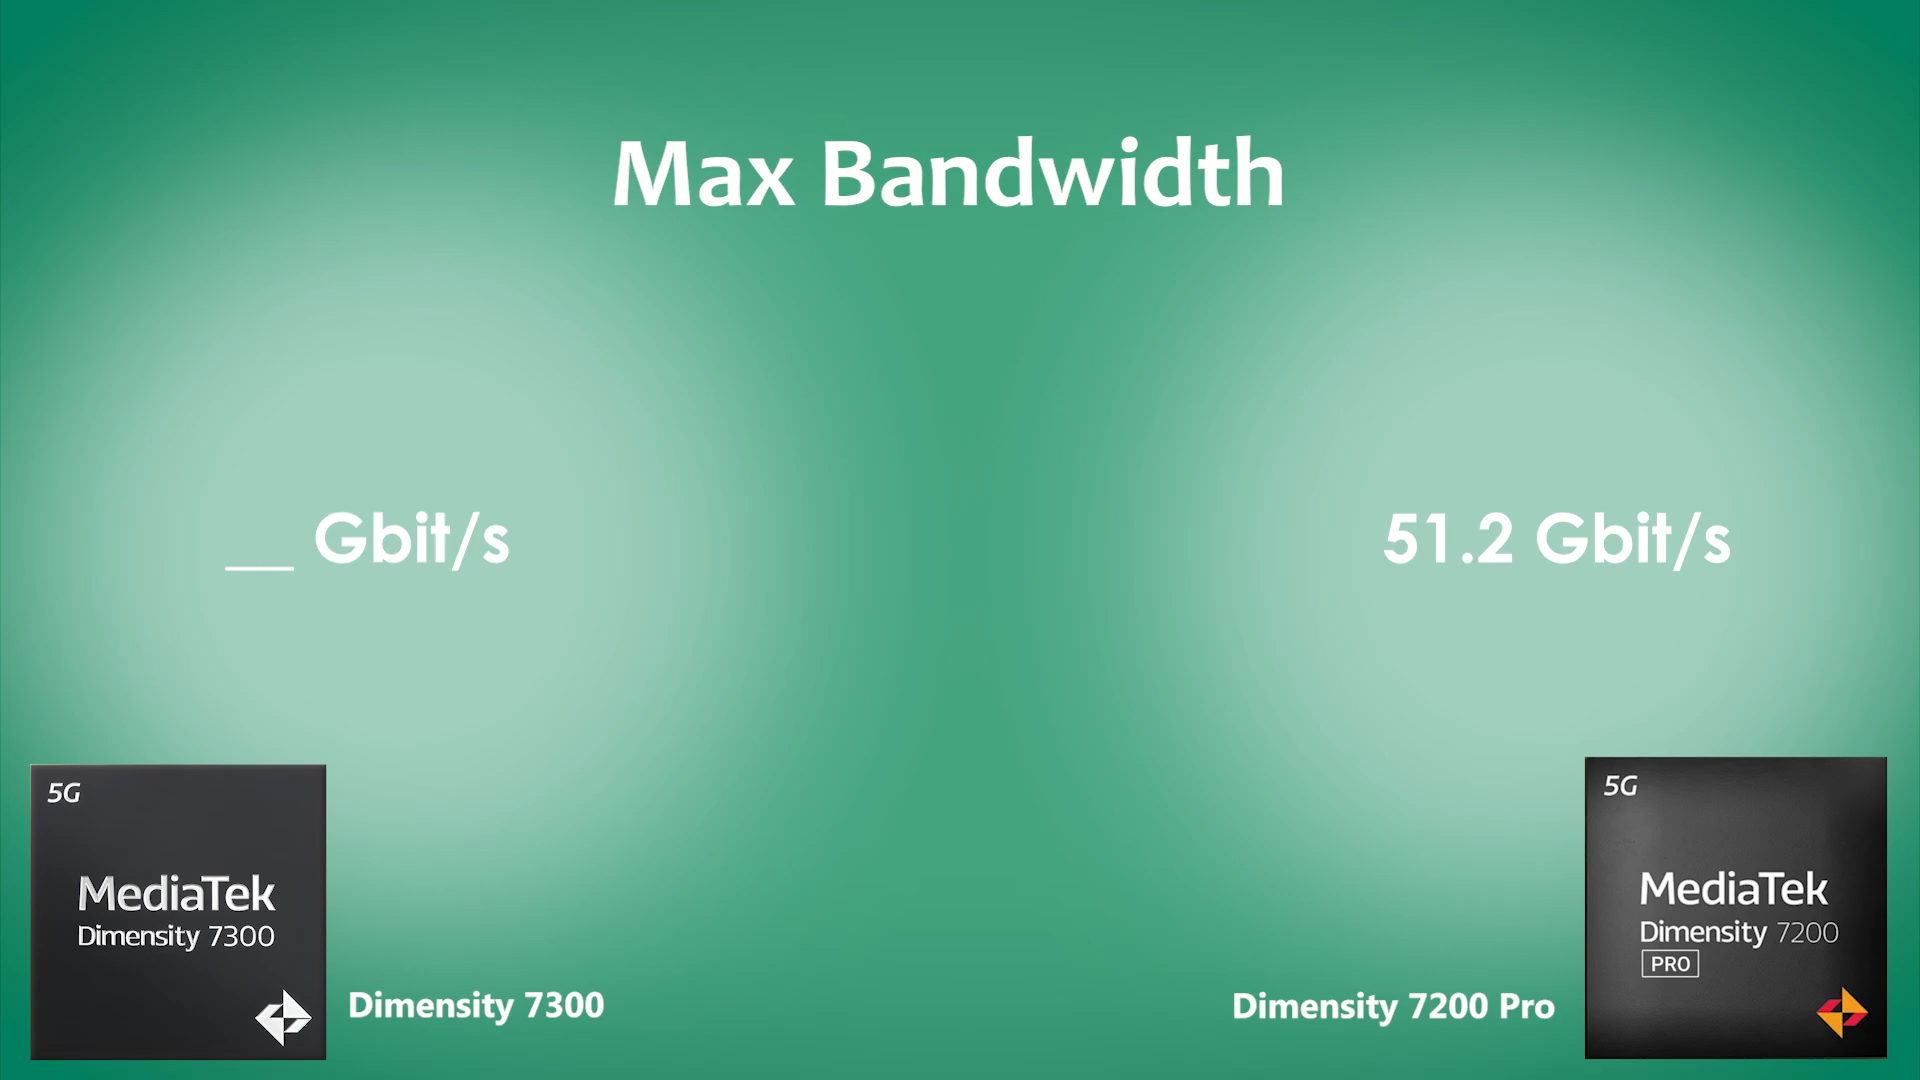 Max Bandwidth
__ Gbit/s
51.2 Gbit/s
5G
MediaTek
Dimensity 7300
Dimensity 7300
Dimensity 7200 Pro
5G
MediaTek
Dimensity 7200
PRO